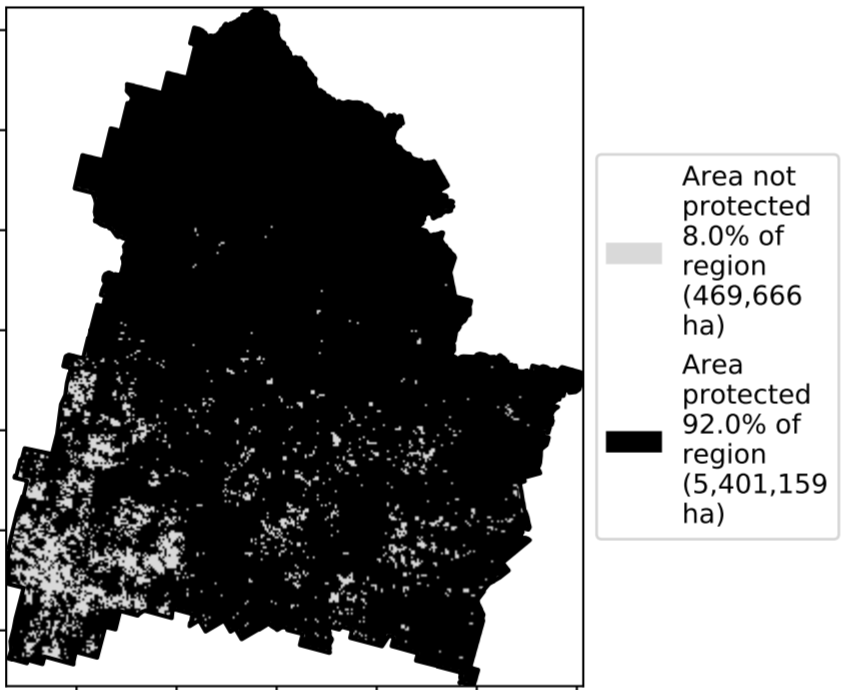 Area not
protected
8.0% of
region
(469,666
ha)
Area
protected
92.0% of
region
(5,401,159
ha)